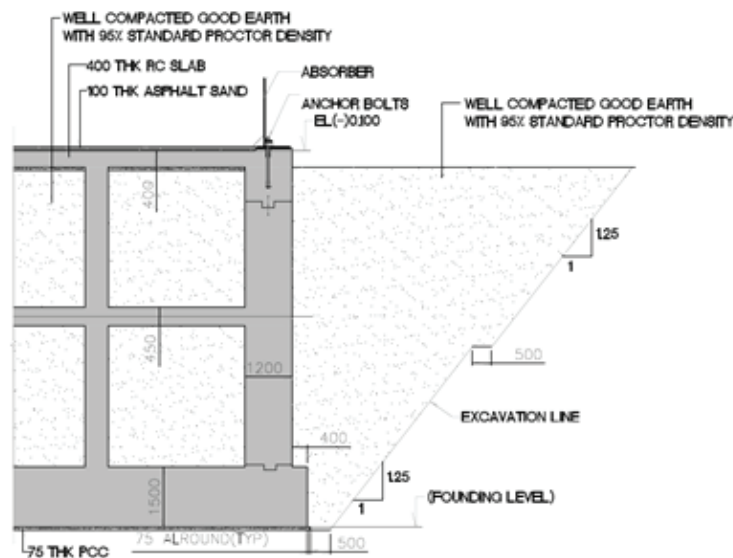 WELL COMPACTED GOOD EARTH
WITH 95% STANDARD PROCTOR DENSITY
400 THK RC SLAB
100 THK ASPHALT SAND
ABSORBER
ANCHOR BOLTS
EL(-)0.100
WELL COMPACTED GOOD EARTH
WITH 95% STANDARD PROCTOR DENSITY
400
1.25
1
450
500
1200
EXCAVATION LINE
400
1.25
1
1500
(FOUNDING LEVEL)
75 ALROUND(TYP)
500
75 THK PCC